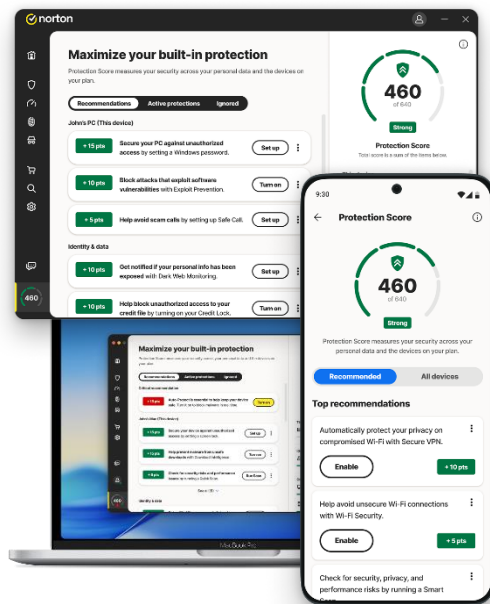 norton
Maximize your built-in protection
Protection Score measures your security across your personal data and the devices on
your plan.
Recommendations
Active protections
Ignored
John's PC (This device)
+ 15 pts
Secure your PC against unauthorized
access by setting a Windows password.
Set up
+ 10 pts
Block attacks that exploit software
vulnerabilities with Exploit Prevention.
Turn on
+ 5 pts
Help avoid scam calls by setting up Safe Call.
Set up
Identity & data
+ 10 pts
Get notified if your personal info has been
exposed with Dark Web Monitoring.
Set up
+ 10 pts
Help block unauthorized access to your
credit file by turning on your Credit Lock.
Turn on
460
460
of 640
Strong
Protection Score
Total score is a sum of the items below.
9:30
Protection Score
460
of 640
Strong
Protection Score measures your security across your
personal data and the devices on your plan.
Recommended
All devices
Top recommendations
Automatically protect your privacy on
compromised Wi-Fi with Secure VPN.
Enable
+ 10 pts
Help avoid unsecure Wi-Fi connections
with Wi-Fi Security.
Enable
+ 5 pts
Check for security, privacy, and
performance risks by running a Smart
Maximize your built-in protection
Recommendations
Active protections
Ignored
Identity & data
MacBook Pro